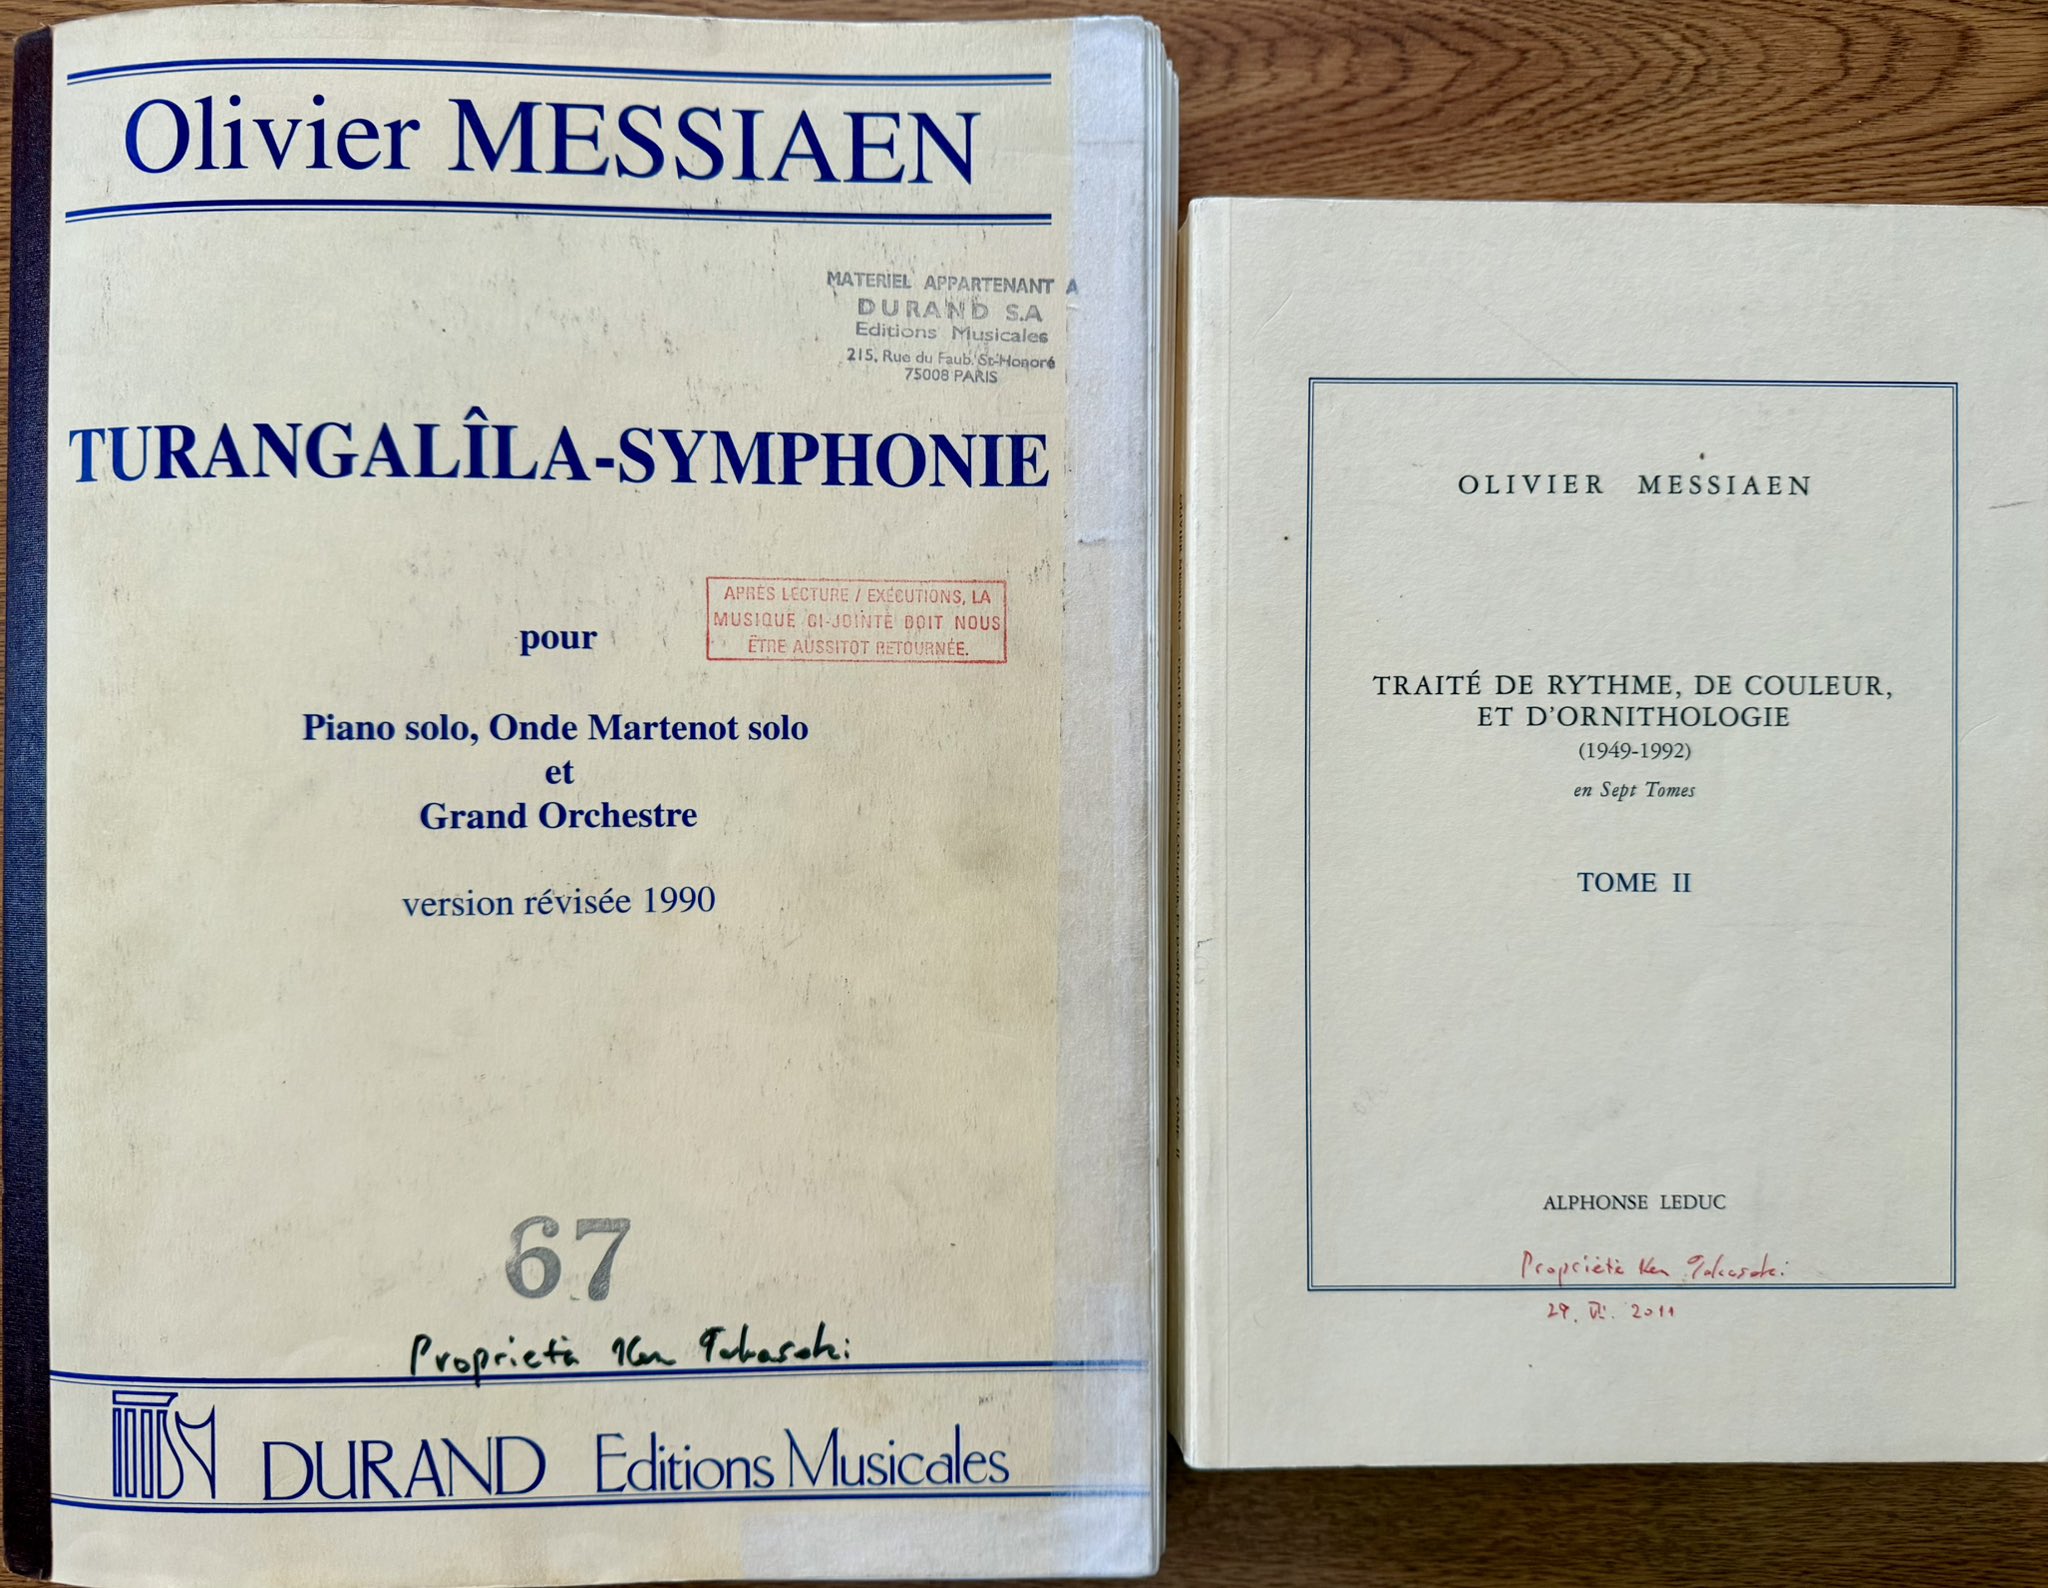 Olivier MESSIAEN
MATERIEL APPARTENANT A
DURAND S.A
Editions Musicales
215, Rue du Faub. St-Honoré
75008 PARIS
TURANGALÎLA-SYMPHONIE
APRÈS LECTURE / EXÉCUTIONS, LA
MUSIQUE CI-JOINTE DOIT NOUS
ÊTRE AUSSITOT RETOURNÉE.
pour
Piano solo, Onde Martenot solo
et
Grand Orchestre
version révisée 1990
67
Proprietà Ken Takaseki
DURAND Editions Musicales
OLIVIER MESSIAEN
TRAITÉ DE RYTHME, DE COULEUR,
ET D'ORNITHOLOGIE
(1949-1992)
en Sept Tomes
TOME II
ALPHONSE LEDUC
Proprietà Ken Takaseki
29. VI. 2011